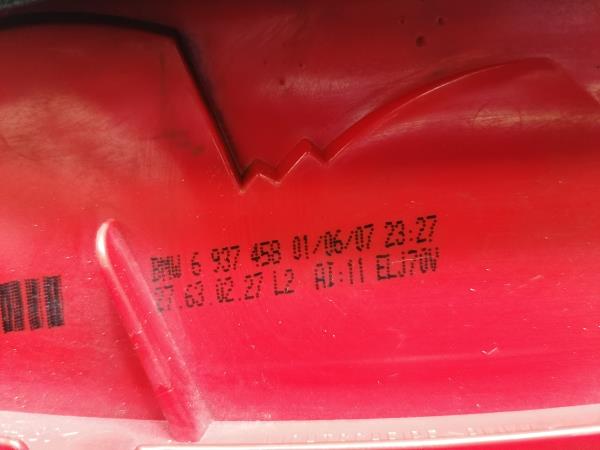 BMW 6 937 458 01/06/07 23:27
27.63.02.27 L2 AI:11 ELJ70V